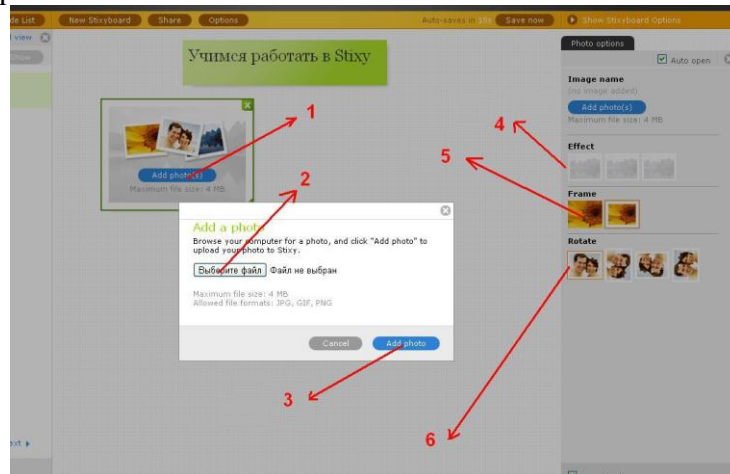 de List New Stixyboard Share Options Auto-saves in Save now Show Stixyboard Options
view
Photo options
Auto open
Учимся работать в Stixy
Image name
(no image added)
Add photo(s)
Maximum file size: 4 MB
Add photo(s)
Maximum file size: 4 MB
1
2
4
5
Effect
Frame
Rotate
Add a photo
Browse your computer for a photo, and click "Add photo" to
upload your photo to Stixy.
Выберите файл Файл не выбран
Maximum file size: 4 MB
Allowed file formats: JPG, GIF, PNG
Cancel Add photo
3
6